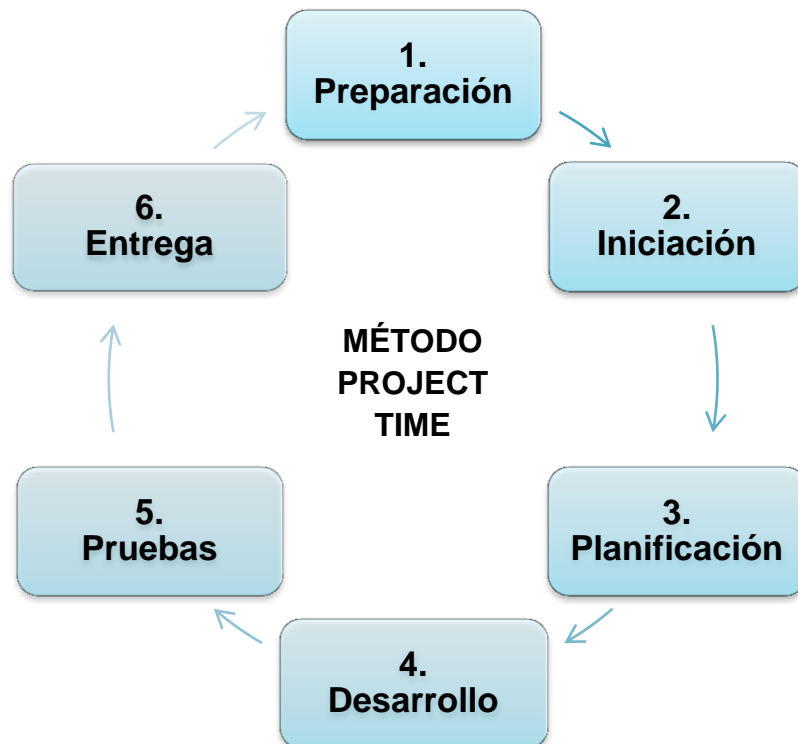 1.
Preparación
2.
Iniciación
3.
Planificación
4.
Desarrollo
5.
Pruebas
6.
Entrega
MÉTODO
PROJECT
TIME